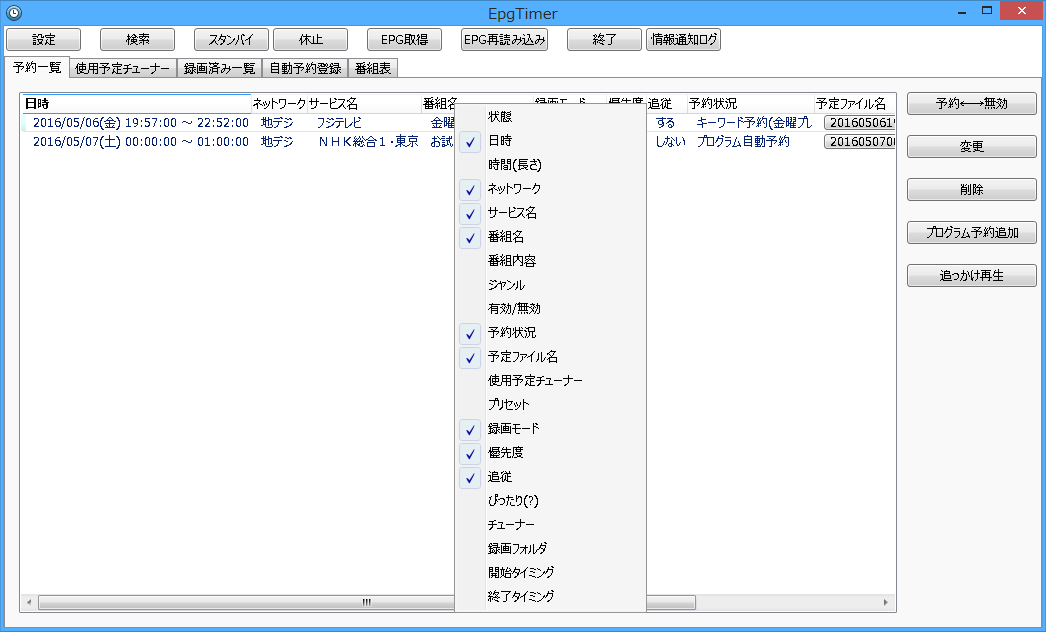 EpgTimer
設定 検索 スタンバイ 休止 EPG取得 EPG再読み込み 終了 情報通知ログ
予約一覧 使用予定チューナー 録画済み一覧 自動予約登録 番組表
日時 ネットワーク サービス名 番組名 録画モード 優先度 追従 予約状況 予定ファイル名
2016/05/06(金) 19:57:00 ～ 22:52:00 地デジ フジテレビ 金曜 する キーワード予約(金曜プレ 201605061
2016/05/07(土) 00:00:00 ～ 01:00:00 地デジ ＮＨＫ総合１・東京 お試 しない プログラム自動予約 2016050700
予約←→無効
変更
削除
プログラム予約追加
追っかけ再生
状態
日時
時間(長さ)
ネットワーク
サービス名
番組名
番組内容
ジャンル
有効/無効
予約状況
予定ファイル名
使用予定チューナー
プリセット
録画モード
優先度
追従
ぴったり(?)
チューナー
録画フォルダ
開始タイミング
終了タイミング